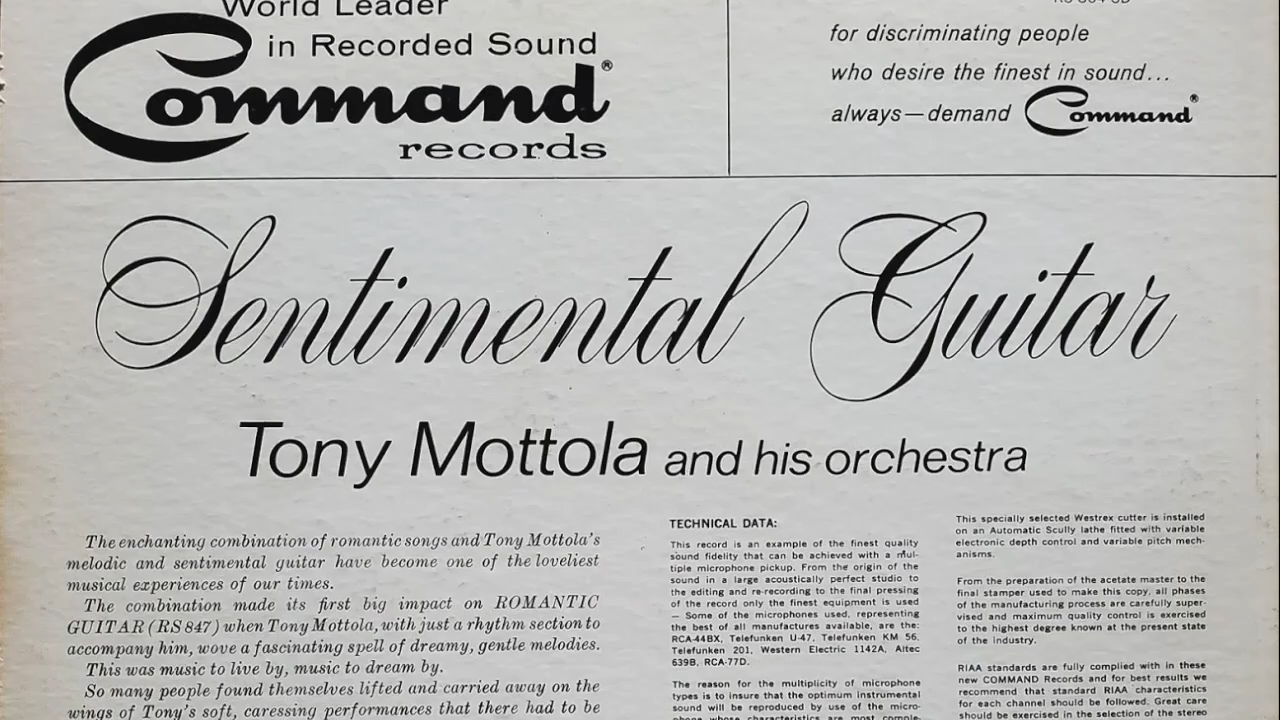 World Leader
in Recorded Sound
Command®
records
for discriminating people
who desire the finest in sound...
always—demand Command®
Sentimental Guitar
Tony Mottola and his orchestra
The enchanting combination of romantic songs and Tony Mottola's
melodic and sentimental guitar have become one of the loveliest
musical experiences of our times.
The combination made its first big impact on ROMANTIC
GUITAR (RS 847) when Tony Mottola, with just a rhythm section to
accompany him, wove a fascinating spell of dreamy, gentle melodies.
This was music to live by, music to dream by.
So many people found themselves lifted and carried away on the
wings of Tony's soft, caressing performances that there had to be
TECHNICAL DATA:
This record is an example of the finest quality
sound fidelity that can be achieved with a mul-
tiple microphone pickup. From the origin of the
sound in a large acoustically perfect studio to
the editing and re-recording to the final pressing
of the record only the finest equipment is used
— Some of the microphones used, representing
the best of all manufactures available, are the:
RCA-44BX, Telefunken U-47, Telefunken KM 56,
Telefunken 201, Western Electric 1142A, Altec
639B, RCA-77D.
The reason for the multiplicity of microphone
types is to insure that the optimum instrumental
sound will be reproduced by use of the micro-
phone whose characteristics are most comple-
This specially selected Westrex cutter is installed
on an Automatic Scully lathe fitted with variable
electronic depth control and variable pitch mech-
anisms.
From the preparation of the acetate master to the
final stamper used to make this copy, all phases
of the manufacturing process are carefully super-
vised and maximum quality control is exercised
to the highest degree known at the present state
of the industry.
RIAA standards are fully complied with in these
new COMMAND Records and for best results we
recommend that standard RIAA characteristics
for each channel should be followed. Great care
should be exercised in the selection of the stereo